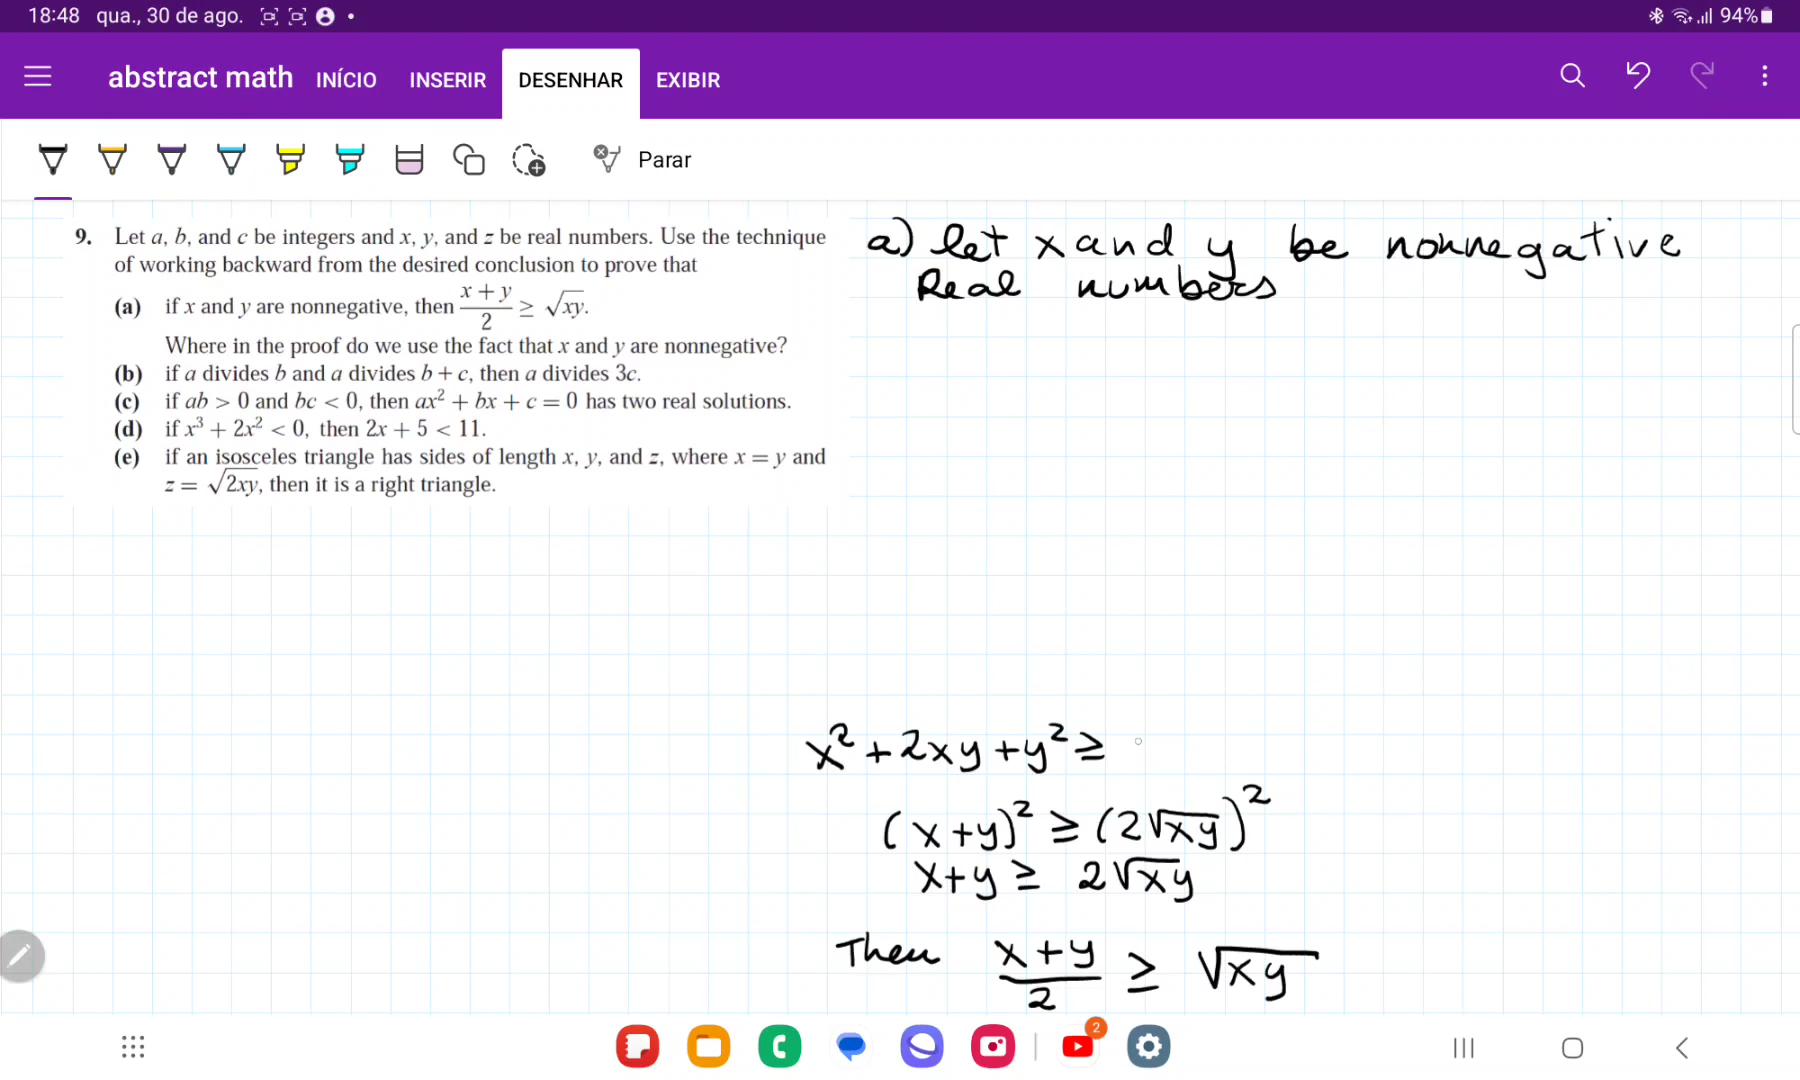 18:48 qua., 30 de ago. 94%
abstract math INÍCIO INSERIR DESENHAR EXIBIR
Parar
9. Let a, b, and c be integers and x, y, and z be real numbers. Use the technique
of working backward from the desired conclusion to prove that
(a) if x and y are nonnegative, then (x + y)/2 ≥ √xy.
Where in the proof do we use the fact that x and y are nonnegative?
(b) if a divides b and a divides b + c, then a divides 3c.
(c) if ab > 0 and bc < 0, then ax² + bx + c = 0 has two real solutions.
(d) if x³ + 2x² < 0, then 2x + 5 < 11.
(e) if an isosceles triangle has sides of length x, y, and z, where x = y and
z = √2xy, then it is a right triangle.
a) let x and y be nonnegative
Real numbers
x² + 2xy + y² ≥
(x+y)² ≥ (2√xy)²
x+y ≥ 2√xy
Then (x+y)/2 ≥ √xy
2